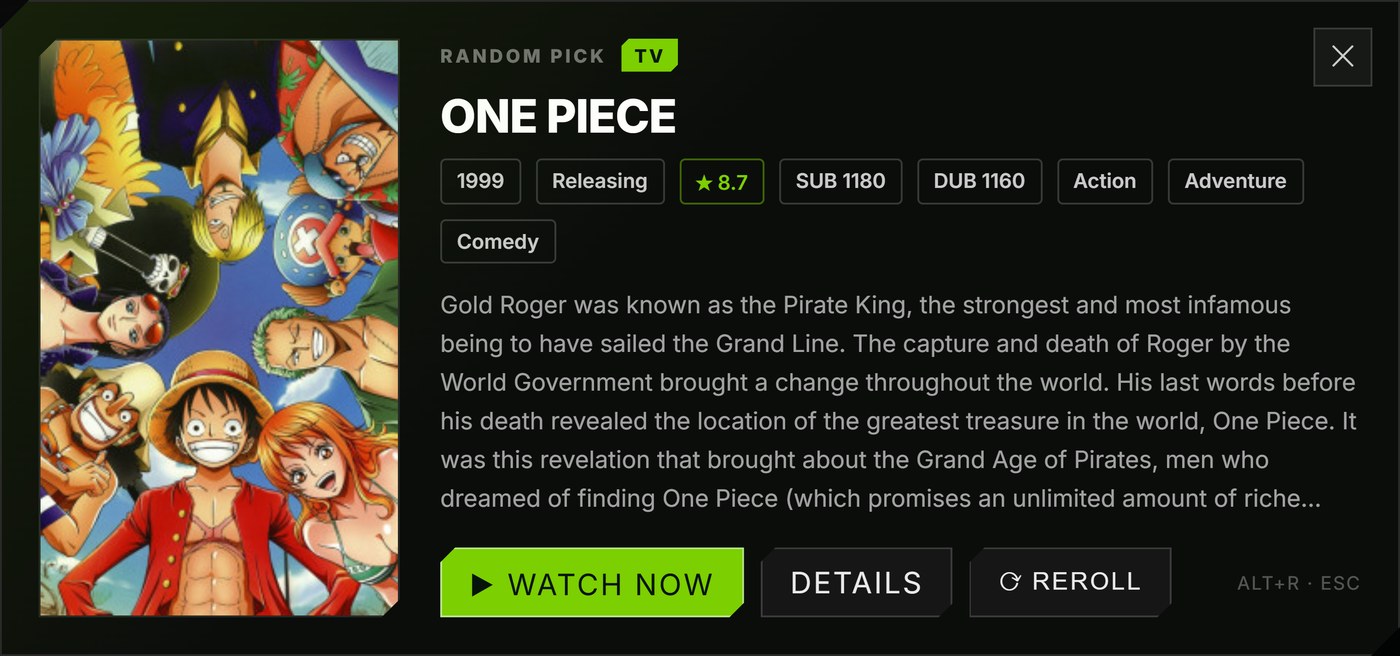 RANDOM PICK TV
ONE PIECE
1999 Releasing ★ 8.7 SUB 1180 DUB 1160 Action Adventure
Comedy
Gold Roger was known as the Pirate King, the strongest and most infamous
being to have sailed the Grand Line. The capture and death of Roger by the
World Government brought a change throughout the world. His last words before
his death revealed the location of the greatest treasure in the world, One Piece. It
was this revelation that brought about the Grand Age of Pirates, men who
dreamed of finding One Piece (which promises an unlimited amount of riche...
▶ WATCH NOW DETAILS ⟳ REROLL ALT+R · ESC